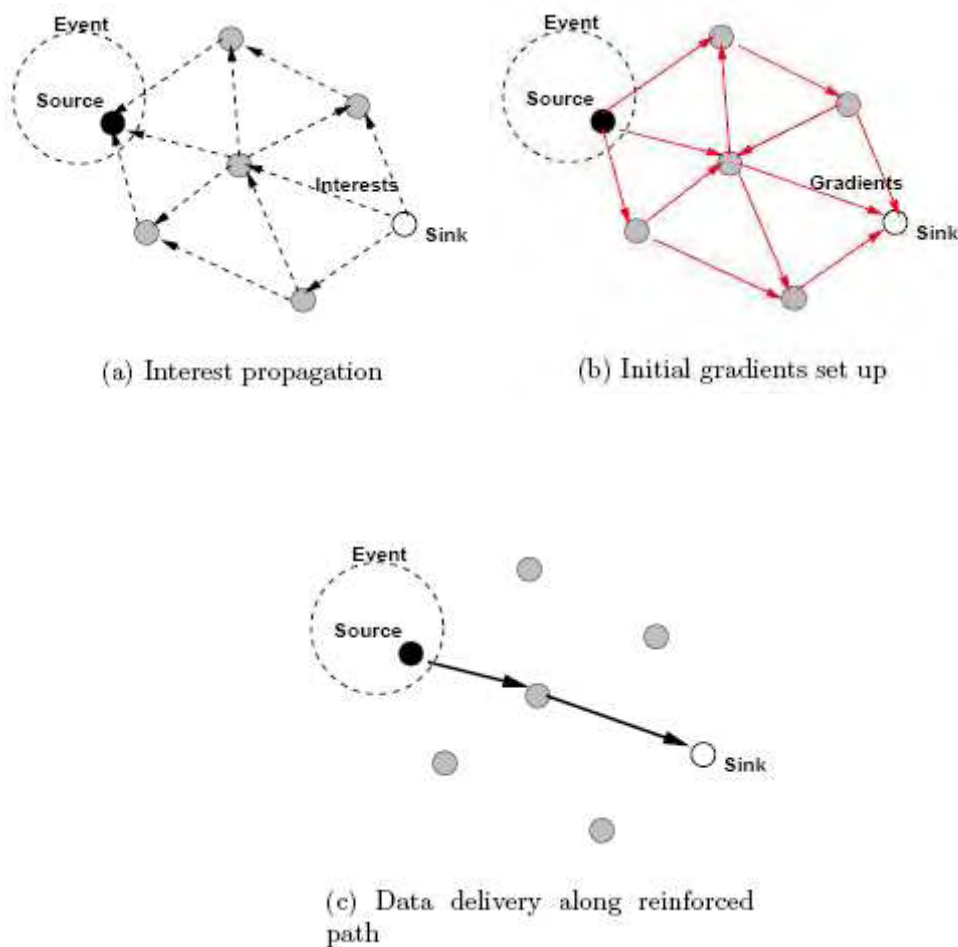 Event
Source
Interests
Sink
(a) Interest propagation
Event
Source
Gradients
Sink
(b) Initial gradients set up
Event
Source
Sink
(c) Data delivery along reinforced
path